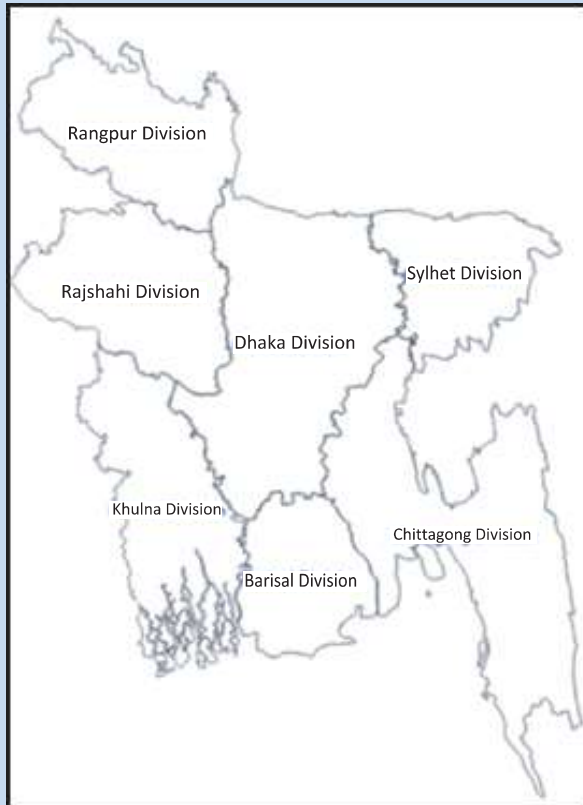 Rangpur Division
Rajshahi Division
Sylhet Division
Dhaka Division
Khulna Division
Chittagong Division
Barisal Division